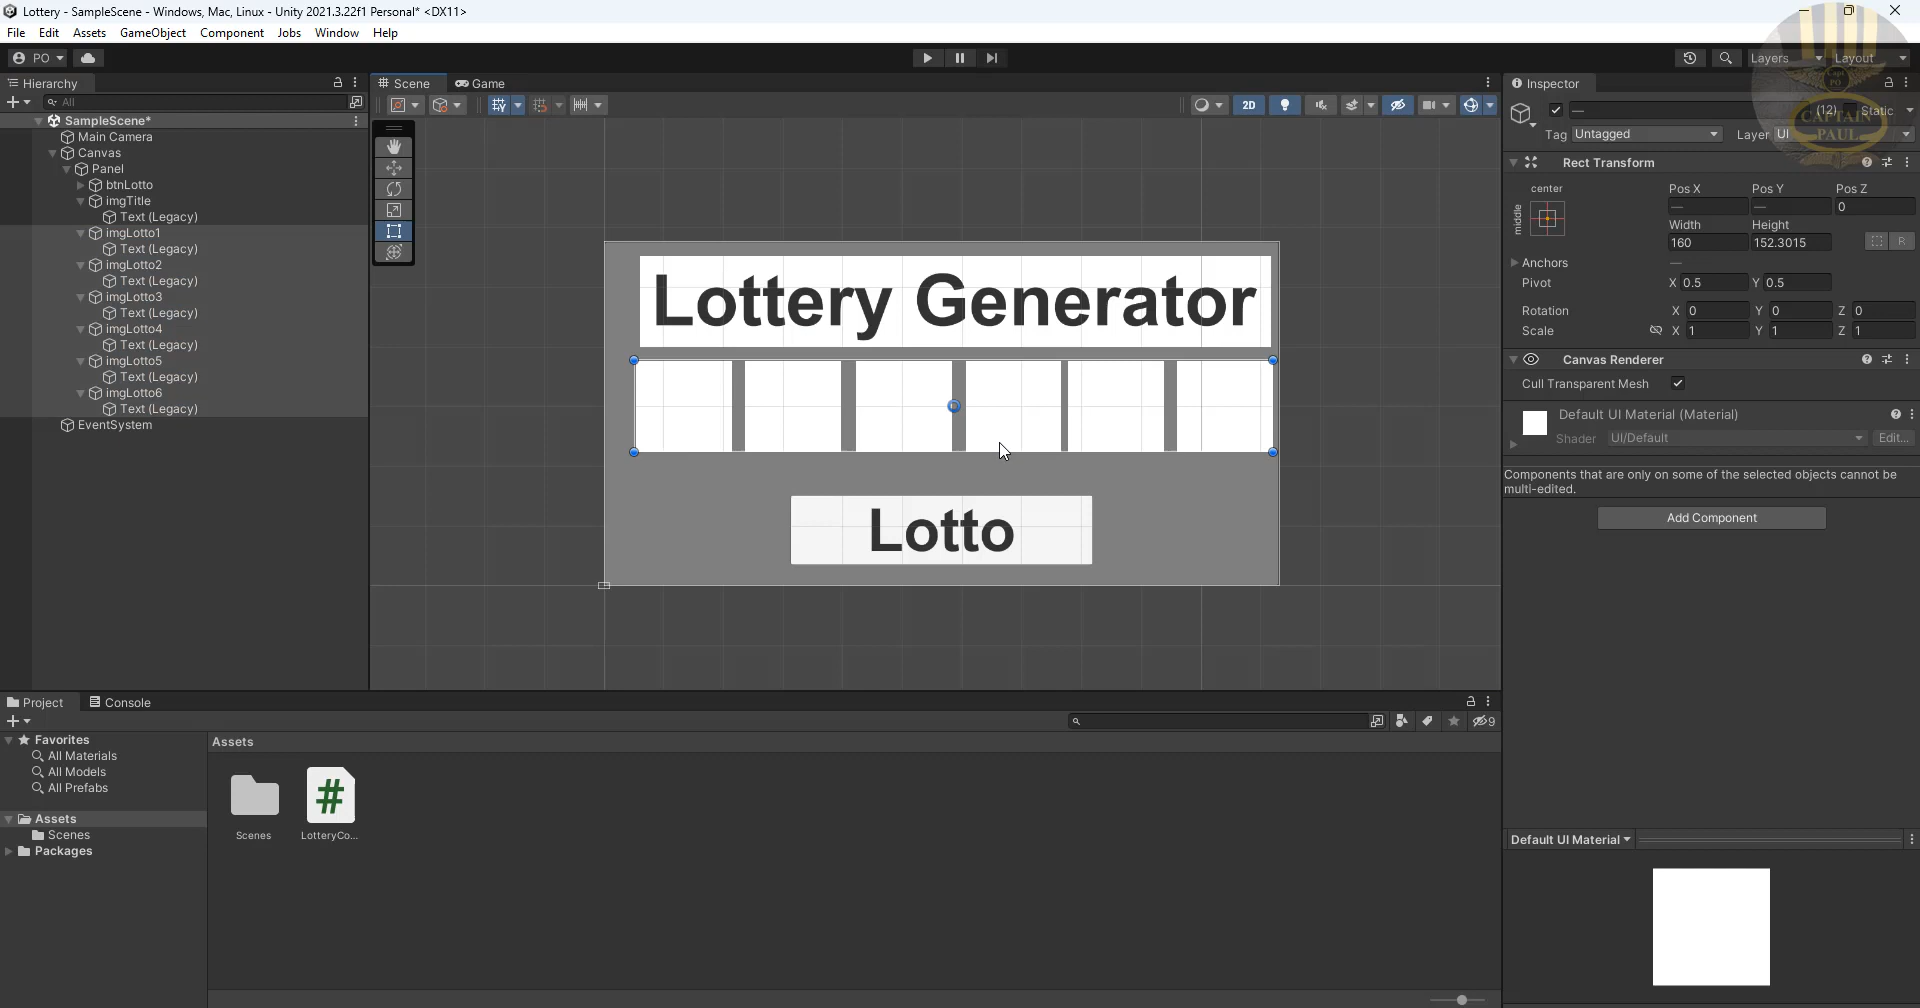 Lottery - SampleScene - Windows, Mac, Linux - Unity 2021.3.22f1 Personal* <DX11>
File Edit Assets GameObject Component Jobs Window Help
PO
Layers Layout
Hierarchy
All
SampleScene*
Main Camera
Canvas
Panel
btnLotto
imgTitle
Text (Legacy)
imgLotto1
Text (Legacy)
imgLotto2
Text (Legacy)
imgLotto3
Text (Legacy)
imgLotto4
Text (Legacy)
imgLotto5
Text (Legacy)
imgLotto6
Text (Legacy)
EventSystem
Scene Game
2D
Lottery Generator
Lotto
Inspector
— (12) Static
Tag Untagged Layer UI
Capt PO
CAPTAIN PAUL
Rect Transform
center
middle
Pos X Pos Y Pos Z
— — 0
Width Height
160 152.3015 R
Anchors —
Pivot X 0.5 Y 0.5
Rotation X 0 Y 0 Z 0
Scale X 1 Y 1 Z 1
Canvas Renderer
Cull Transparent Mesh
Default UI Material (Material)
Shader UI/Default Edit...
Components that are only on some of the selected objects cannot be
multi-edited.
Add Component
Default UI Material
Project Console
9
Favorites
All Materials
All Models
All Prefabs
Assets
Scenes
Packages
Assets
#
Scenes LotteryCo...